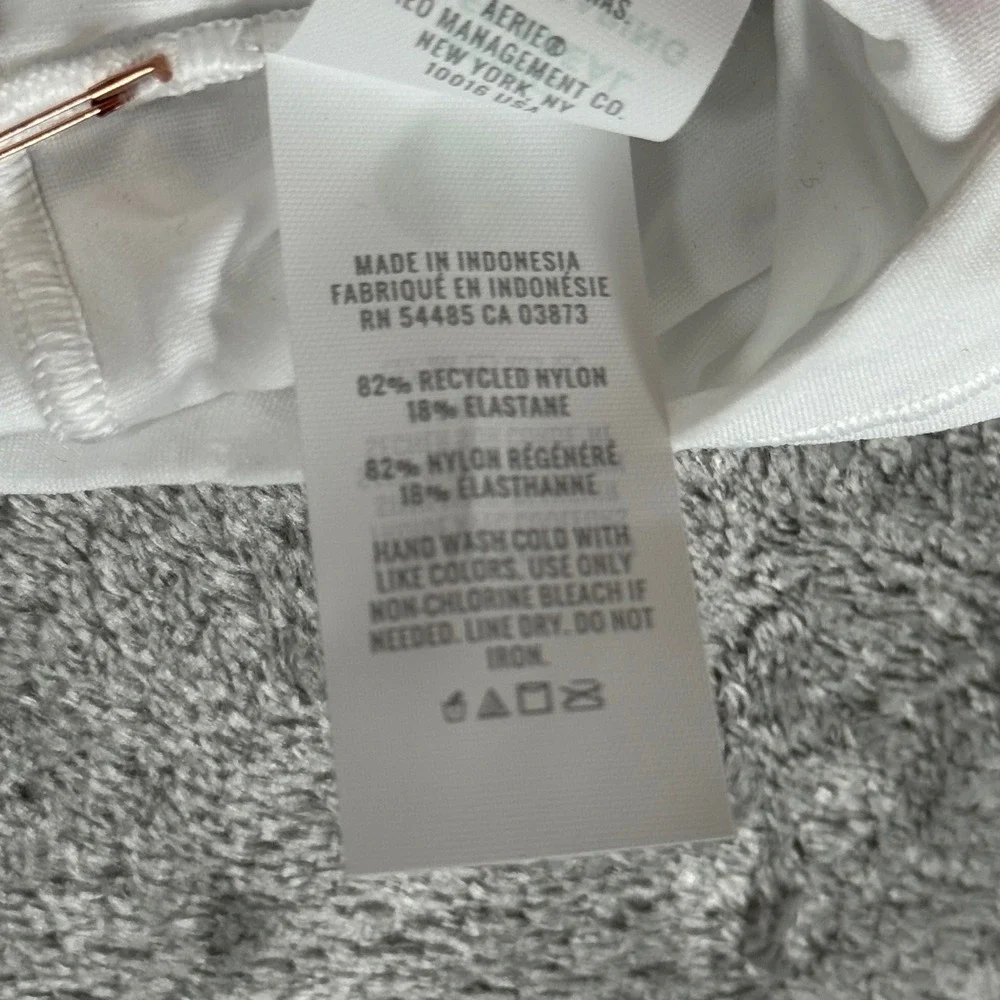 AERIE®
MANAGEMENT CO.
NEW YORK, NY
10016 USA
MADE IN INDONESIA
FABRIQUÉ EN INDONÉSIE
RN 54485 CA 03873
82% RECYCLED NYLON
18% ELASTANE
82% NYLON RÉGÉNÉRÉ
18% ÉLASTHANNE
HAND WASH COLD WITH
LIKE COLORS. USE ONLY
NON-CHLORINE BLEACH IF
NEEDED. LINE DRY. DO NOT
IRON.